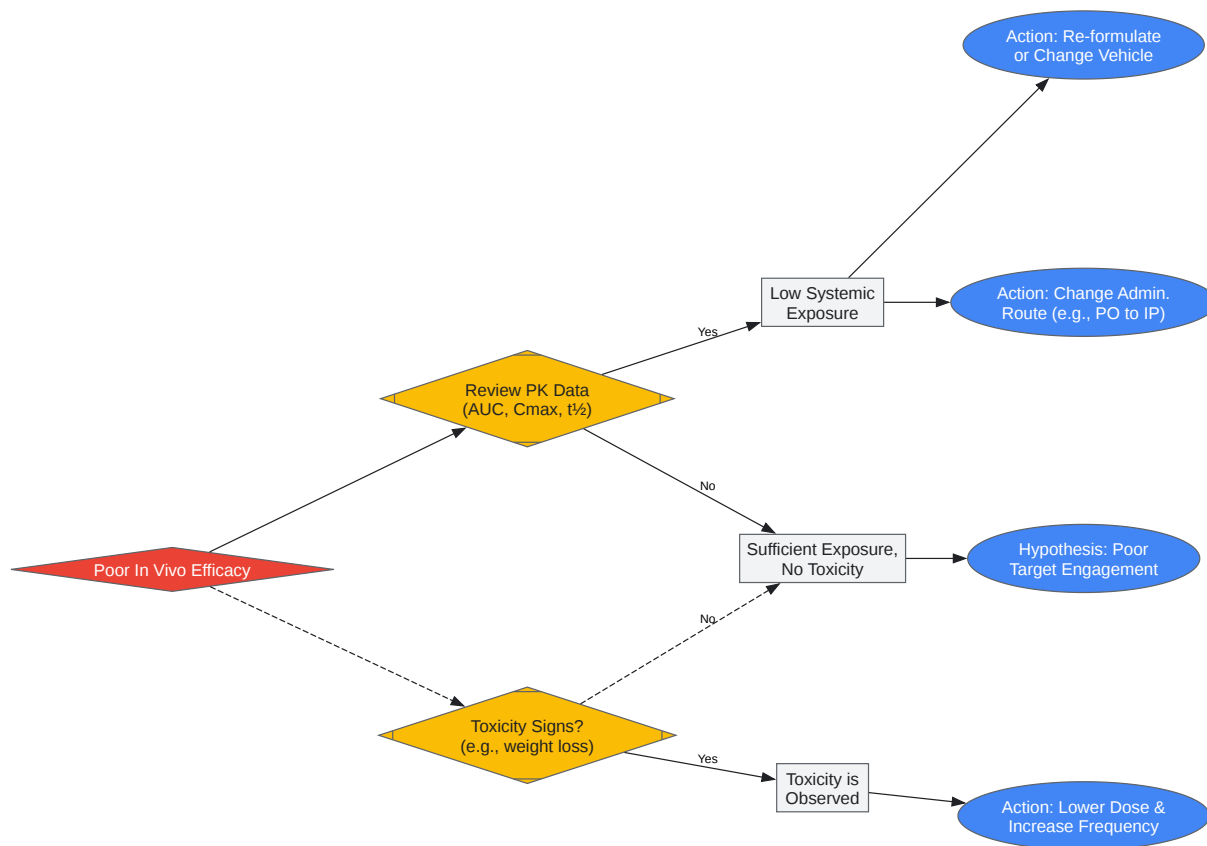 Action: Re-formulate
or Change Vehicle
Low Systemic
Exposure
Action: Change Admin.
Route (e.g., PO to IP)
Yes
Review PK Data
(AUC, Cmax, t½)
No
Sufficient Exposure,
No Toxicity
Hypothesis: Poor
Target Engagement
Poor In Vivo Efficacy
No
Toxicity Signs?
(e.g., weight loss)
Yes
Toxicity is
Observed
Action: Lower Dose &
Increase Frequency